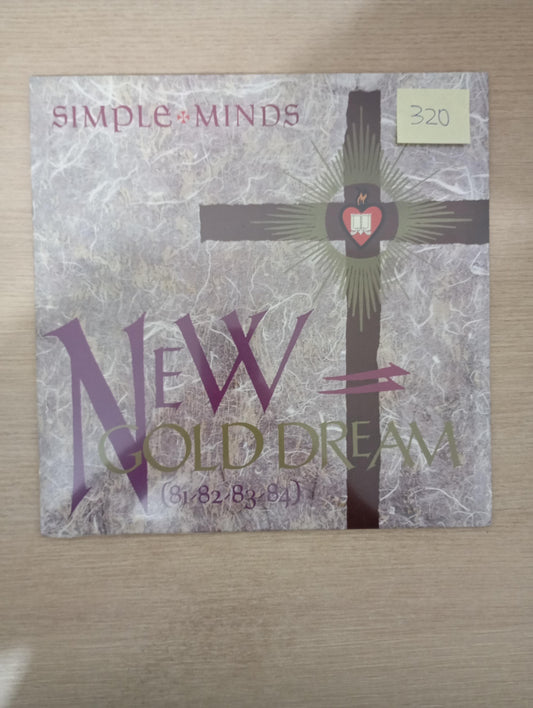 SIMPLE MINDS
320
NEW
GOLD DREAM
(81-82-83-84)